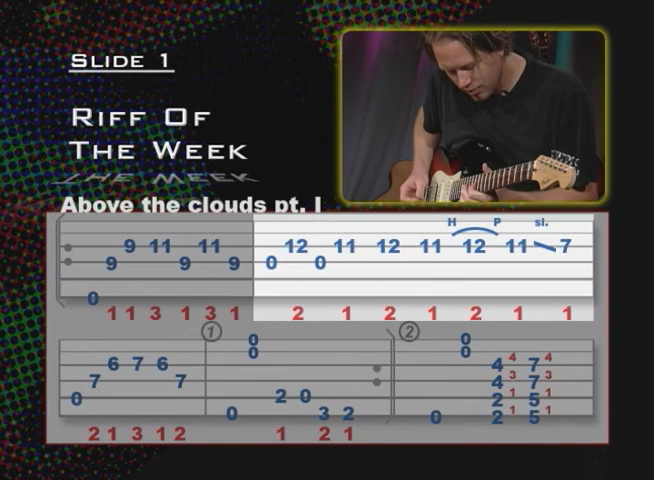 SLIDE 1
RIFF OF
THE WEEK
Above the clouds pt. I
H P sl.
9 11 11 12 11 12 11 12 11 7
9 9 9 0 0
0
1 1 3 1 3 1 2 1 2 1 2 1 1
1 2
0 0
0 0
6 7 6 4 4 7 4
7 7 2 0 4 3 7 3
0 3 2 2 1 5 1
0 0 2 1 5 1
2 1 3 1 2 1 2 1